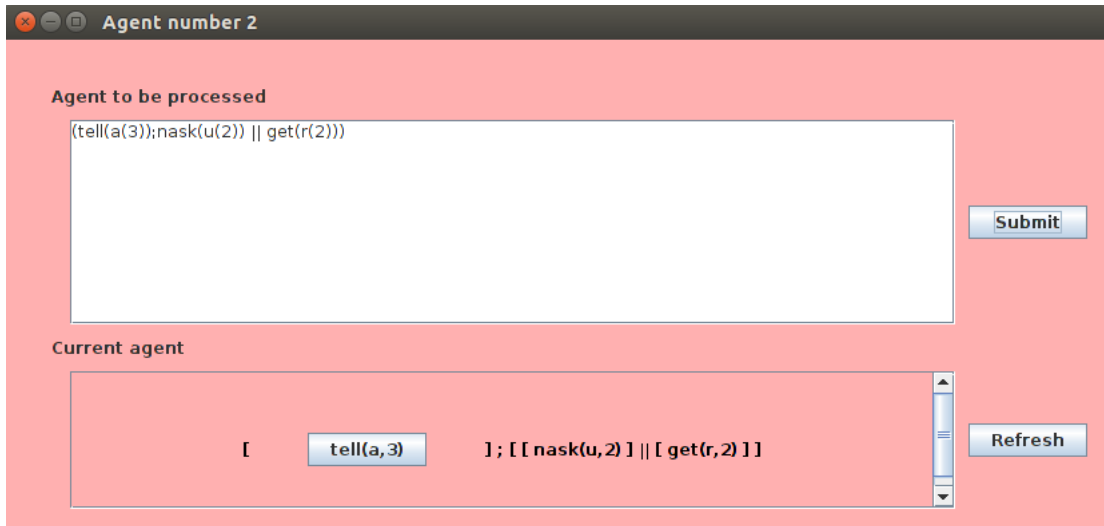 Agent number 2
Agent to be processed
(tell(a(3));nask(u(2)) || get(r(2)))
Submit
Current agent
[ tell(a,3) ] ; [ [ nask(u,2) ] || [ get(r,2) ] ]
Refresh